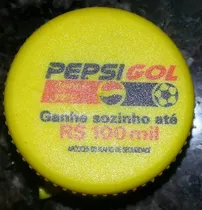 PEPSI GOL
Ganhe sozinho até
R$ 100 mil